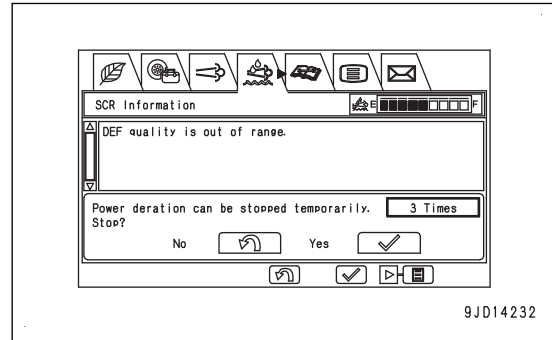 SCR Information
E F
DEF quality is out of range.
Power deration can be stopped temporarily. 3 Times
Stop?
No Yes
9JD14232